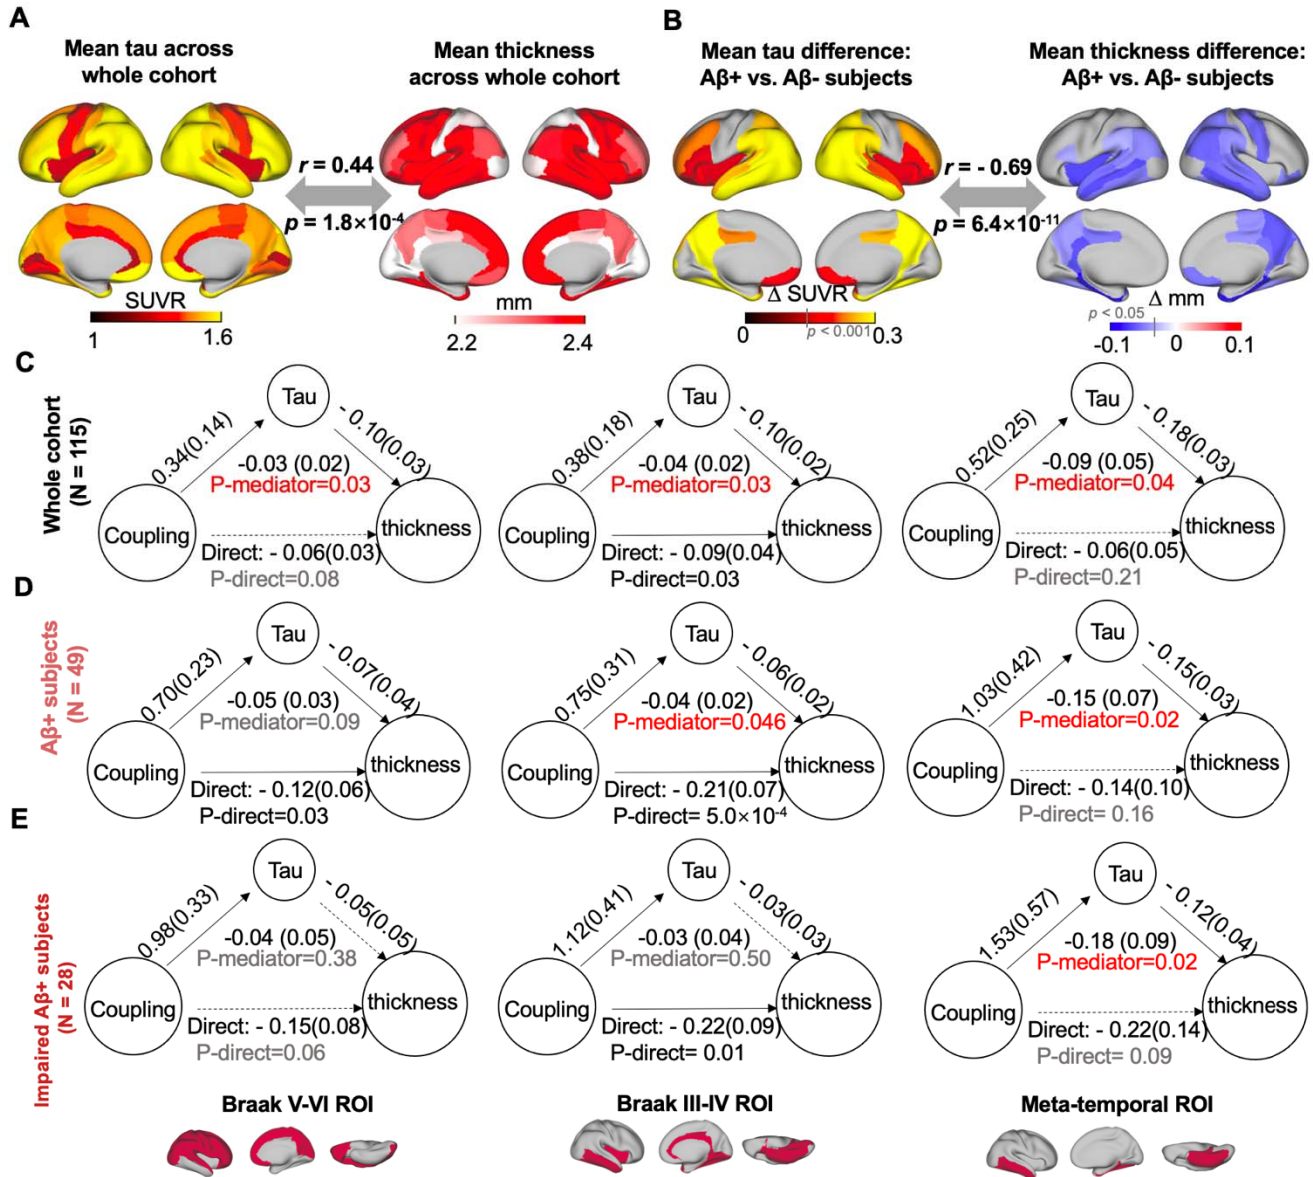 A
B
Mean tau across
whole cohort
Mean thickness
across whole cohort
Mean tau difference:
Aβ+ vs. Aβ- subjects
Mean thickness difference:
Aβ+ vs. Aβ- subjects
r = 0.44
p = 1.8×10-4
r = - 0.69
p = 6.4×10-11
SUVR
1
1.6
mm
2.2
2.4
Δ SUVR
p < 0.001
0
0.3
Δ mm
p < 0.05
-0.1
0
0.1
C
Whole cohort
(N = 115)
Tau
0.34(0.14)
- 0.10(0.03)
-0.03 (0.02)
P-mediator=0.03
Coupling
thickness
Direct: - 0.06(0.03)
P-direct=0.08
Tau
0.38(0.18)
- 0.10(0.02)
-0.04 (0.02)
P-mediator=0.03
Coupling
thickness
Direct: - 0.09(0.04)
P-direct=0.03
Tau
0.52(0.25)
- 0.18(0.03)
-0.09 (0.05)
P-mediator=0.04
Coupling
thickness
Direct: - 0.06(0.05)
P-direct=0.21
D
Aβ+ subjects
(N = 49)
Tau
0.70(0.23)
- 0.07(0.04)
-0.05 (0.03)
P-mediator=0.09
Coupling
thickness
Direct: - 0.12(0.06)
P-direct=0.03
Tau
0.75(0.31)
- 0.06(0.02)
-0.04 (0.02)
P-mediator=0.046
Coupling
thickness
Direct: - 0.21(0.07)
P-direct= 5.0×10-4
Tau
1.03(0.42)
- 0.15(0.03)
-0.15 (0.07)
P-mediator=0.02
Coupling
thickness
Direct: - 0.14(0.10)
P-direct= 0.16
E
Impaired Aβ+ subjects
(N = 28)
Tau
0.98(0.33)
- 0.05(0.05)
-0.04 (0.05)
P-mediator=0.38
Coupling
thickness
Direct: - 0.15(0.08)
P-direct=0.06
Tau
1.12(0.41)
- 0.03(0.03)
-0.03 (0.04)
P-mediator=0.50
Coupling
thickness
Direct: - 0.22(0.09)
P-direct= 0.01
Tau
1.53(0.57)
- 0.12(0.04)
-0.18 (0.09)
P-mediator=0.02
Coupling
thickness
Direct: - 0.22(0.14)
P-direct= 0.09
Braak V-VI ROI
Braak III-IV ROI
Meta-temporal ROI